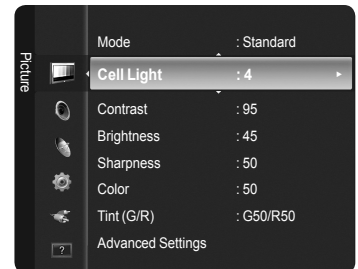 Picture
Mode : Standard
Cell Light : 4
Contrast : 95
Brightness : 45
Sharpness : 50
Color : 50
Tint (G/R) : G50/R50
Advanced Settings
?